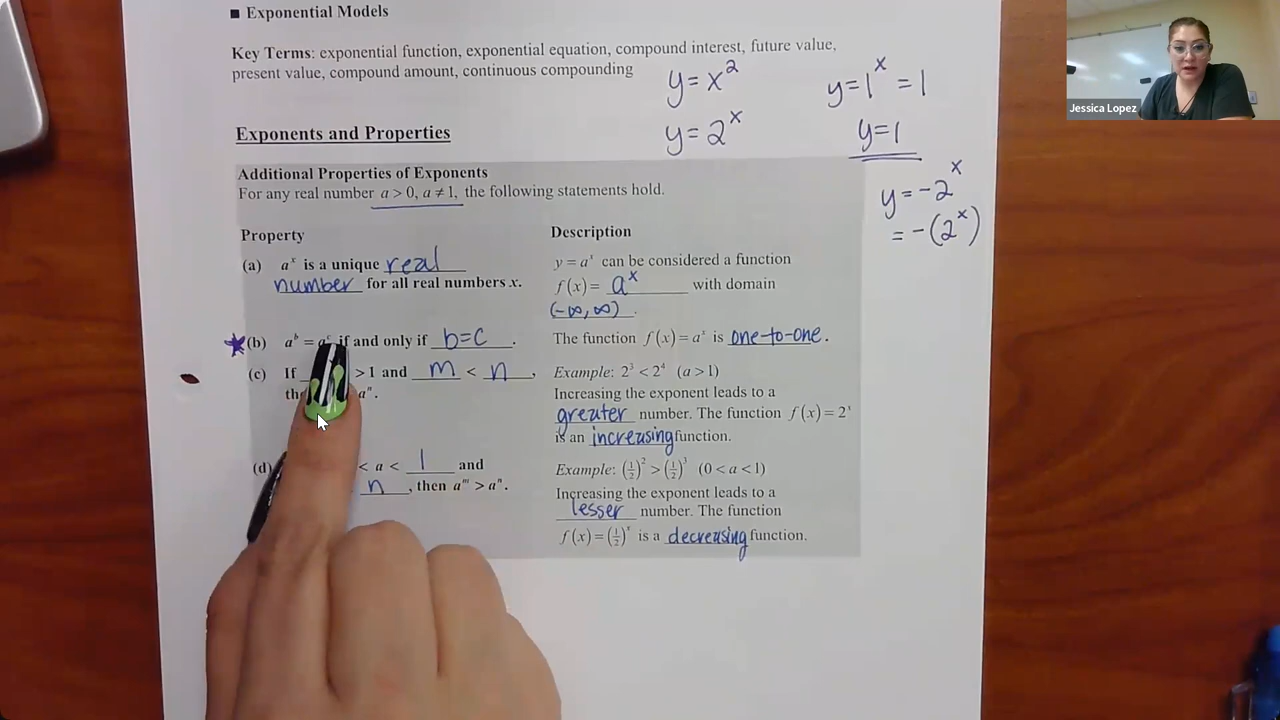 ■ Exponential Models
Key Terms: exponential function, exponential equation, compound interest, future value,
present value, compound amount, continuous compounding
y = x²
y = 2ˣ
y = 1ˣ = 1
y = 1
y = -2ˣ
= -(2ˣ)
Exponents and Properties
Additional Properties of Exponents
For any real number a > 0, a ≠ 1, the following statements hold.
Property
(a) aˣ is a unique real
number for all real numbers x.
★(b) aᵇ = aᶜ if and only if b=c.
(c) If > 1 and m < n,
aⁿ.
(d) < a < 1 and
n, then aᵐ > aⁿ.
Description
y = aˣ can be considered a function
f(x) = aˣ with domain
(-∞, ∞).
The function f(x) = aˣ is one-to-one.
Example: 2³ < 2⁴ (a > 1)
Increasing the exponent leads to a
greater number. The function f(x) = 2ˣ
is an increasing function.
Example: (1/2)² > (1/2)³ (0 < a < 1)
Increasing the exponent leads to a
lesser number. The function
f(x) = (1/2)ˣ is a decreasing function.
Jessica Lopez